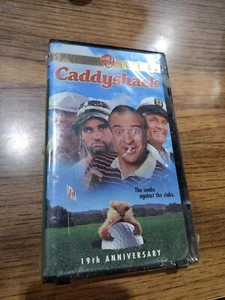 Caddyshack
The snobs
against the slobs.
19th ANNIVERSARY